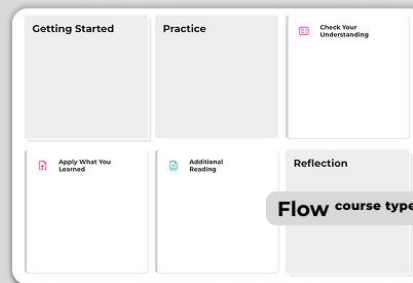 Getting Started
Practice
Check Your
Understanding
Apply What You
Learned
Additional
Reading
Reflection
Flow course type